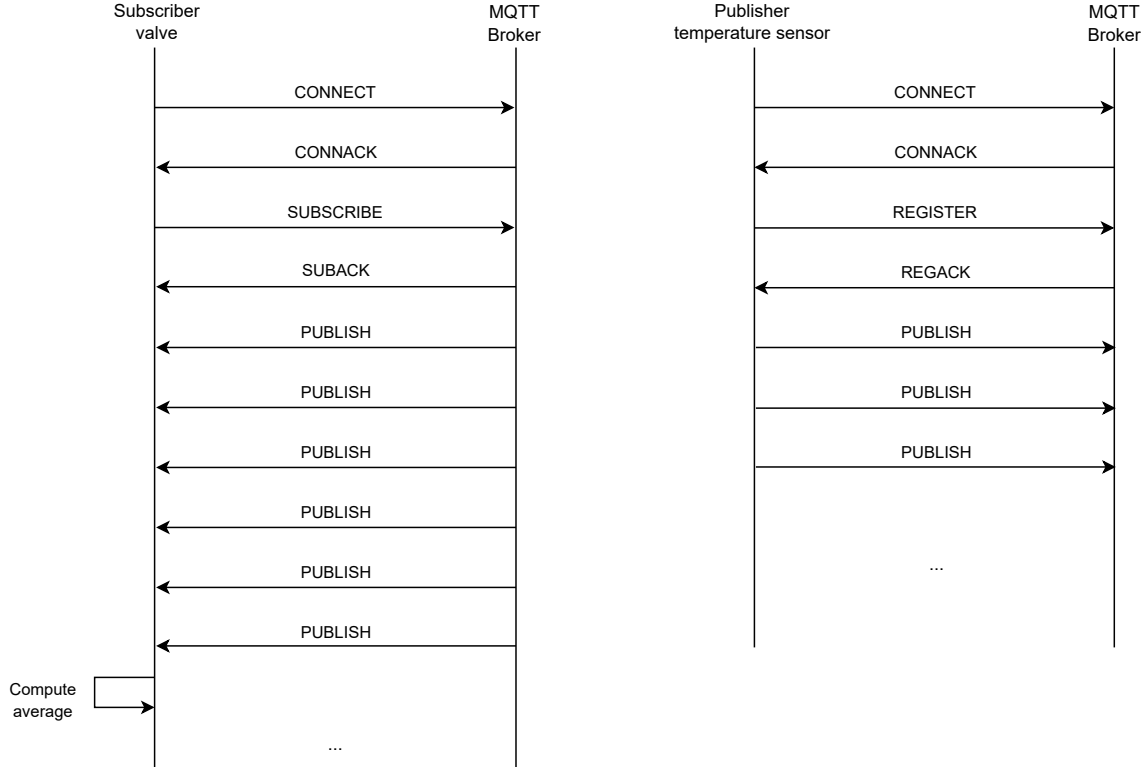 Subscriber
valve
MQTT
Broker
CONNECT
CONNACK
SUBSCRIBE
SUBACK
PUBLISH
PUBLISH
PUBLISH
PUBLISH
PUBLISH
PUBLISH
Compute
average
...
Publisher
temperature sensor
MQTT
Broker
CONNECT
CONNACK
REGISTER
REGACK
PUBLISH
PUBLISH
PUBLISH
...